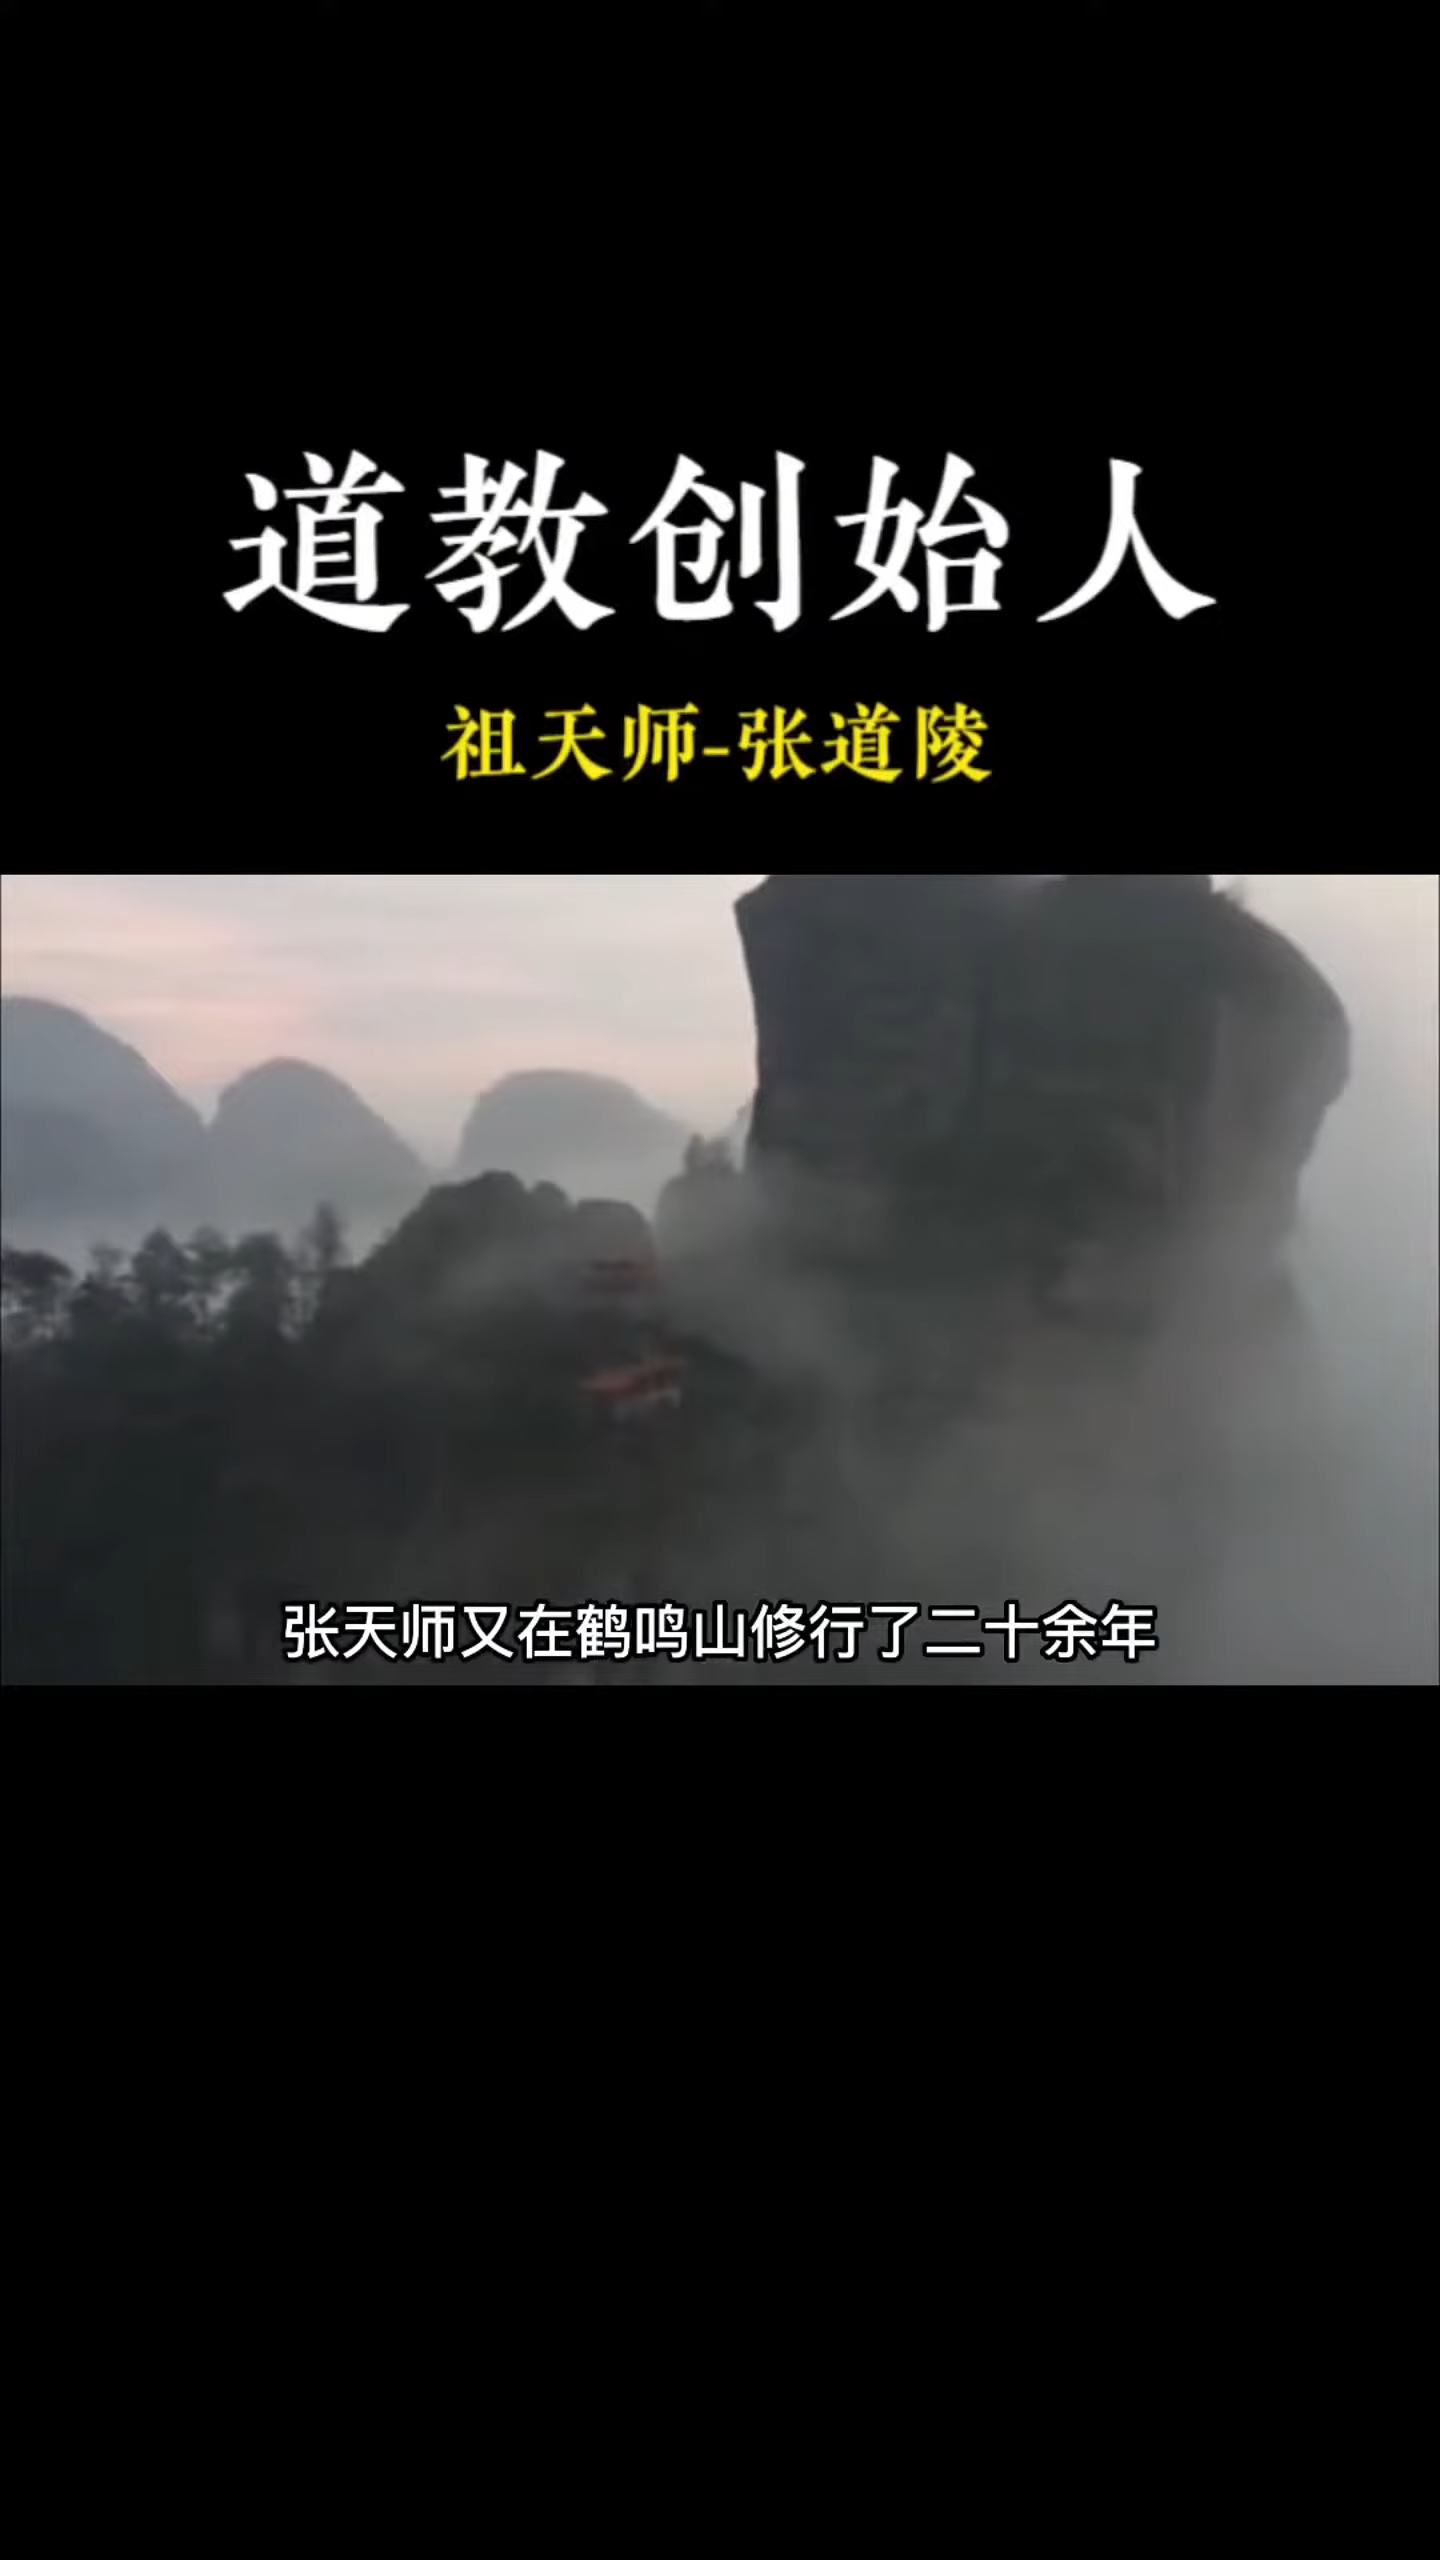 道教创始人
祖天师-张道陵
张天师又在鹤鸣山修行了二十余年